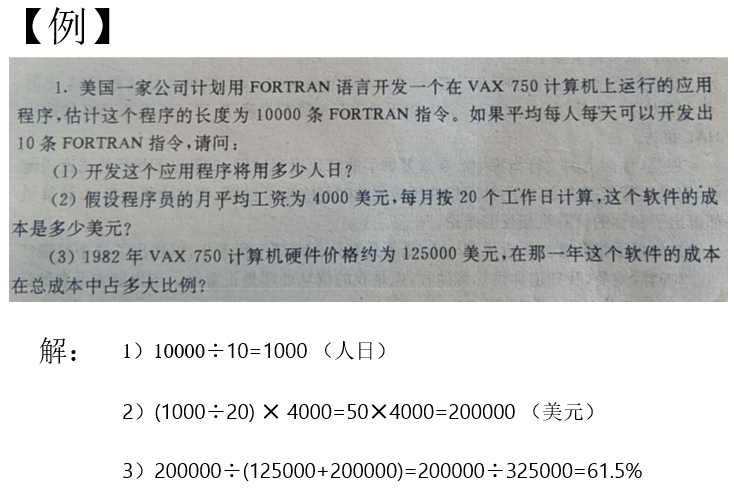 【例】
1. 美国一家公司计划用 FORTRAN 语言开发一个在 VAX 750 计算机上运行的应用
程序,估计这个程序的长度为 10000 条 FORTRAN 指令。如果平均每人每天可以开发出
10 条 FORTRAN 指令,请问:
(1) 开发这个应用程序将用多少人日?
(2) 假设程序员的月平均工资为 4000 美元,每月按 20 个工作日计算,这个软件的成
本是多少美元?
(3) 1982 年 VAX 750 计算机硬件价格约为 125000 美元,在那一年这个软件的成本
在总成本中占多大比例?
解: 1）10000÷10=1000 （人日）
2）(1000÷20) × 4000=50×4000=200000 （美元）
3）200000÷(125000+200000)=200000÷325000=61.5%